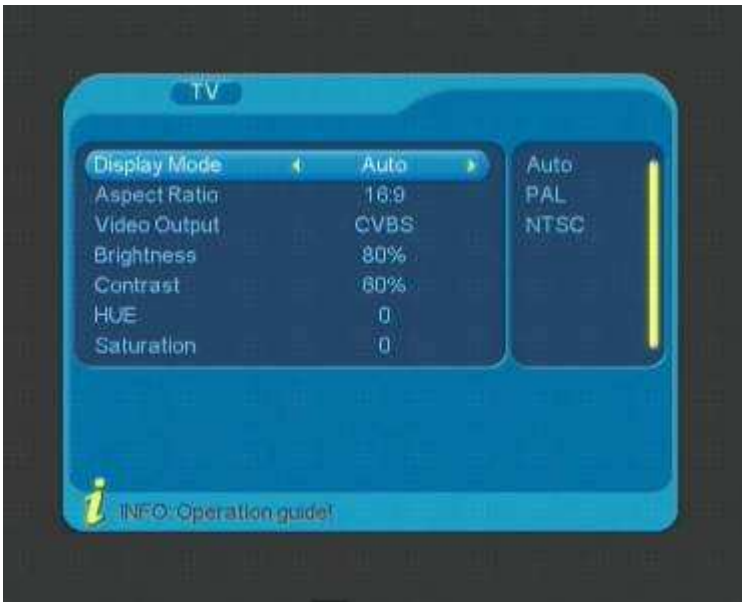 TV
Display Mode Auto
Aspect Ratio 16:9
Video Output CVBS
Brightness 80%
Contrast 60%
HUE 0
Saturation 0
Auto
PAL
NTSC
i INFO: Operation guide!